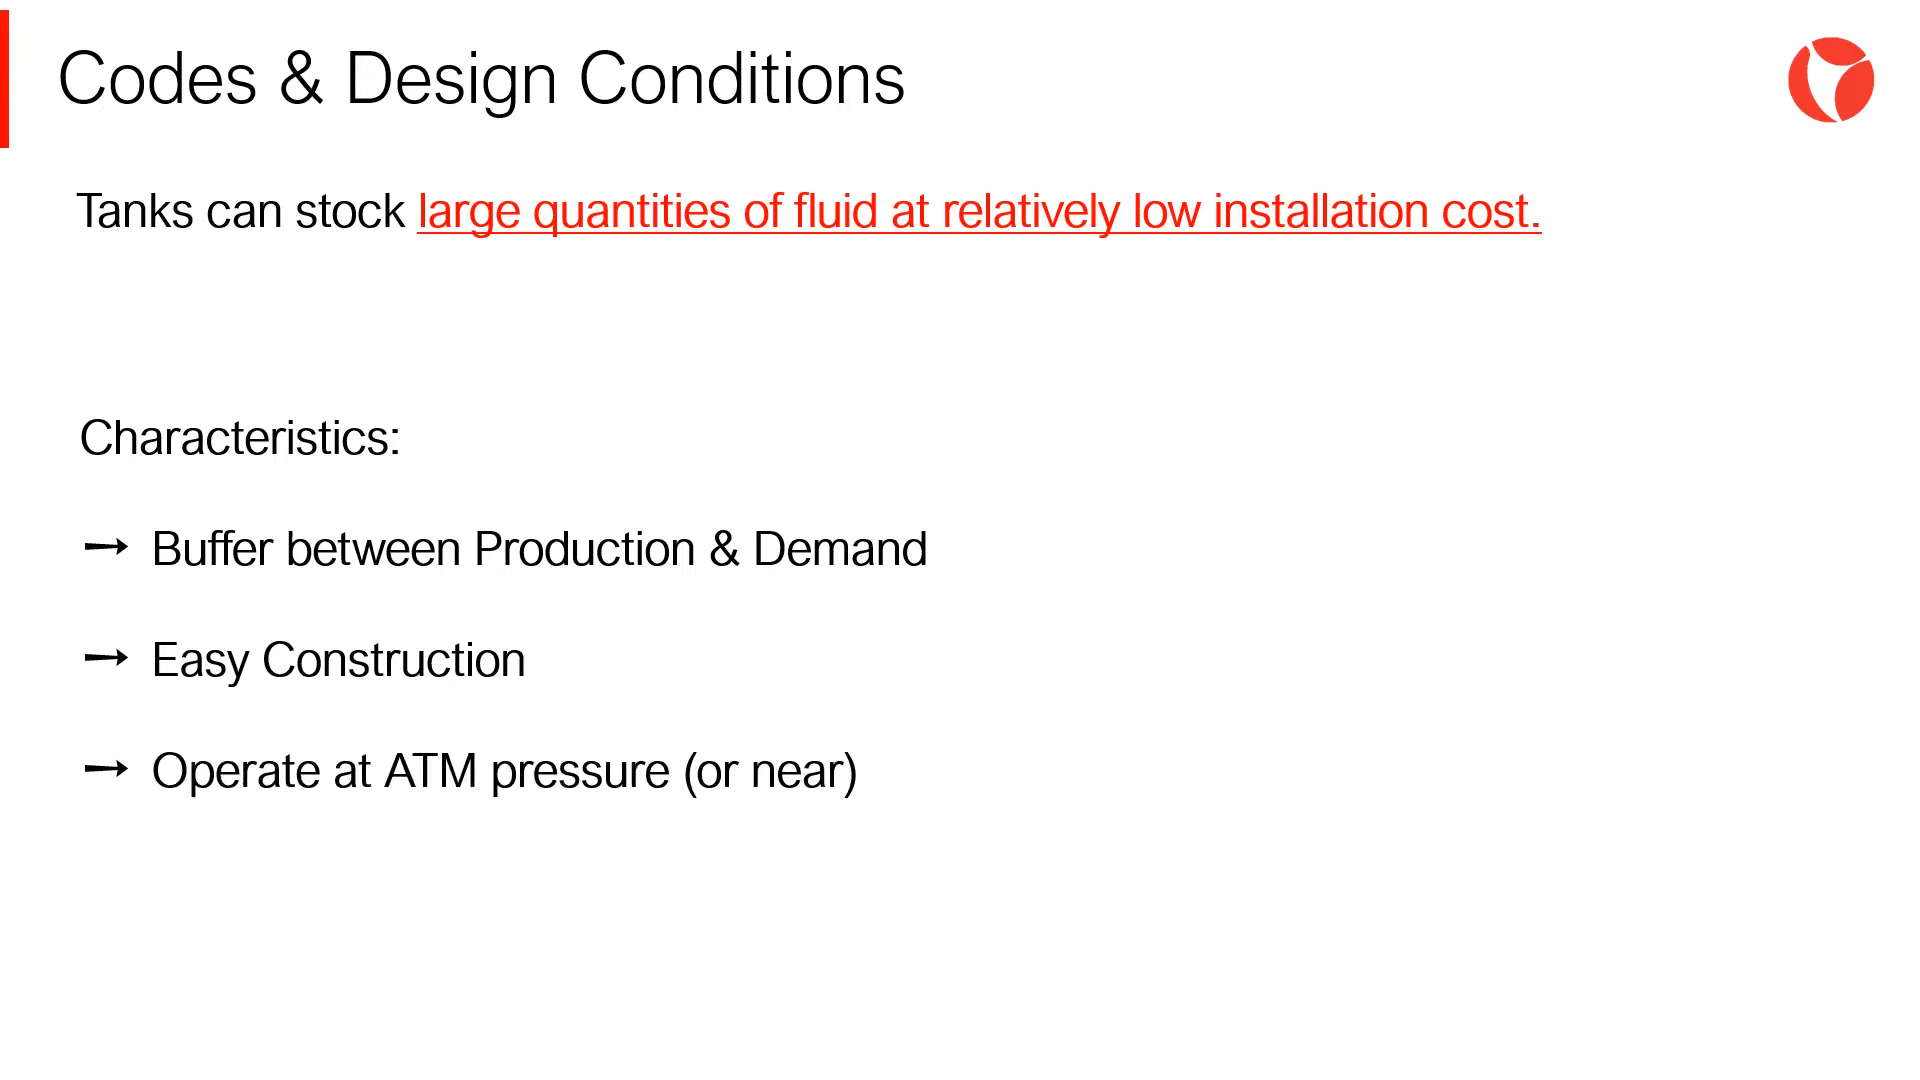 Codes & Design Conditions
Tanks can stock large quantities of fluid at relatively low installation cost.
Characteristics:
→ Buffer between Production & Demand
→ Easy Construction
→ Operate at ATM pressure (or near)